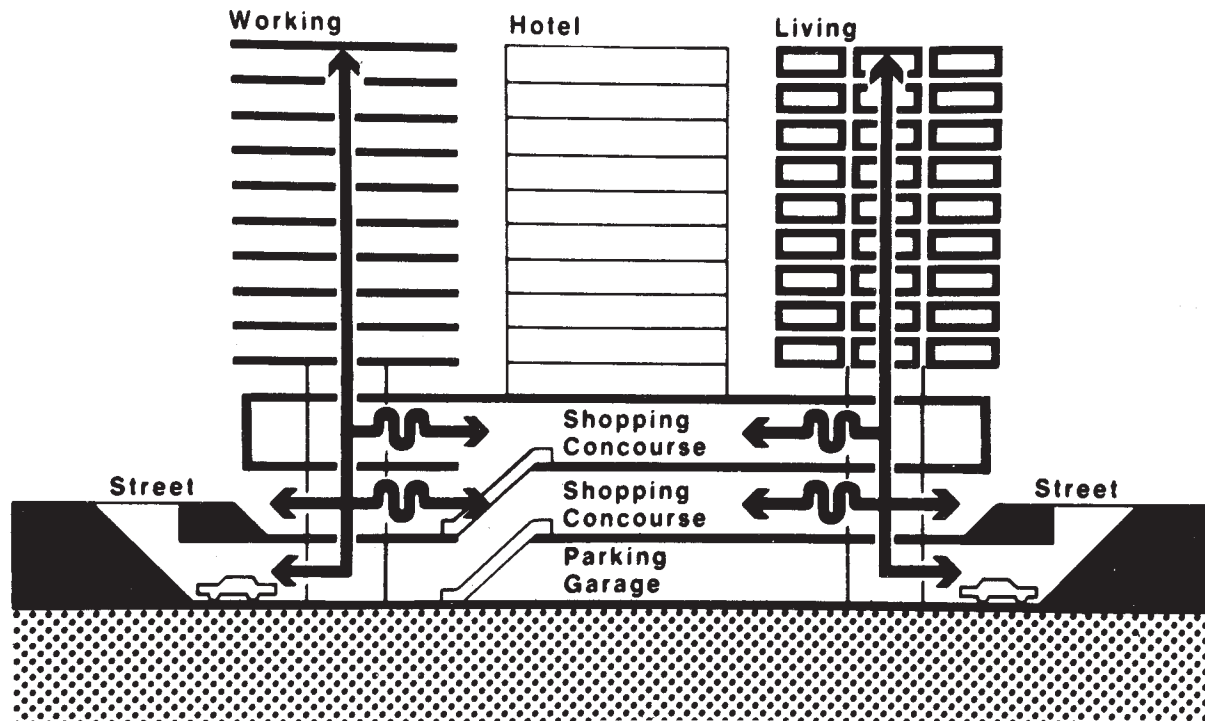 Working
Hotel
Living
Shopping
Concourse
Street
Shopping
Concourse
Street
Parking
Garage